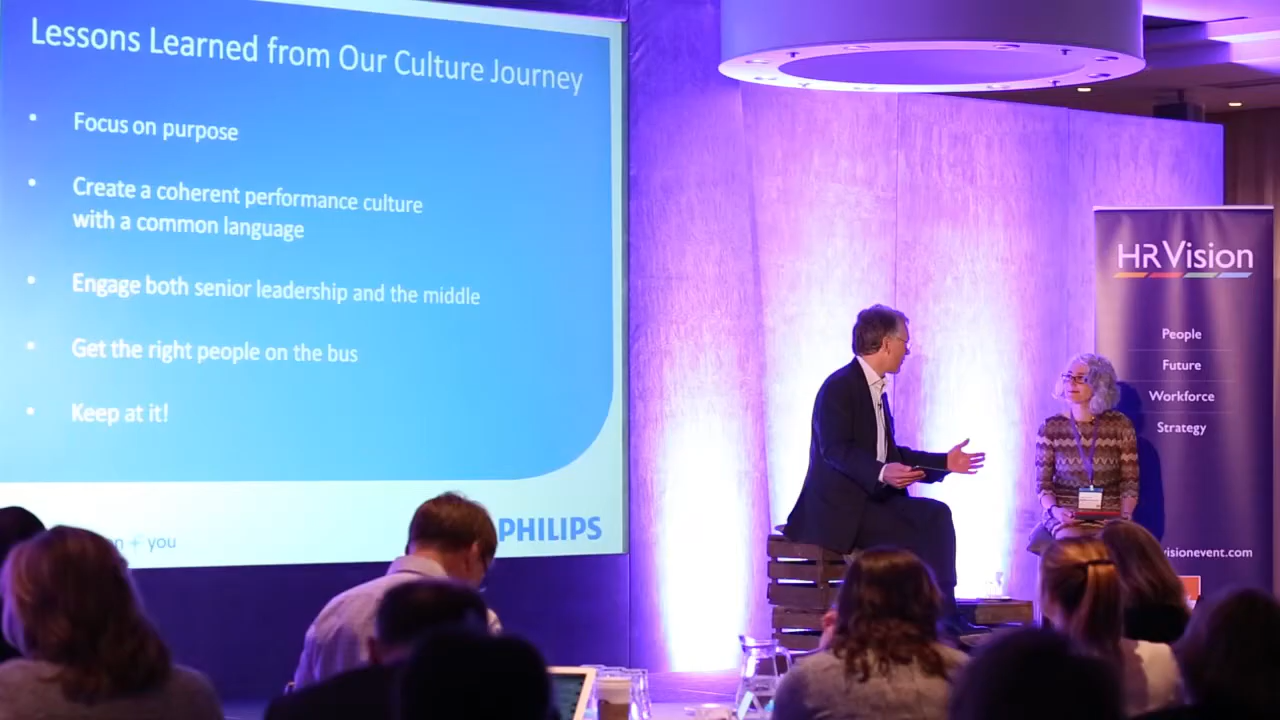 Lessons Learned from Our Culture Journey
• Focus on purpose
• Create a coherent performance culture
with a common language
• Engage both senior leadership and the middle
• Get the right people on the bus
• Keep at it!
+ you
PHILIPS
HRVision
People
Future
Workforce
Strategy
visionevent.com